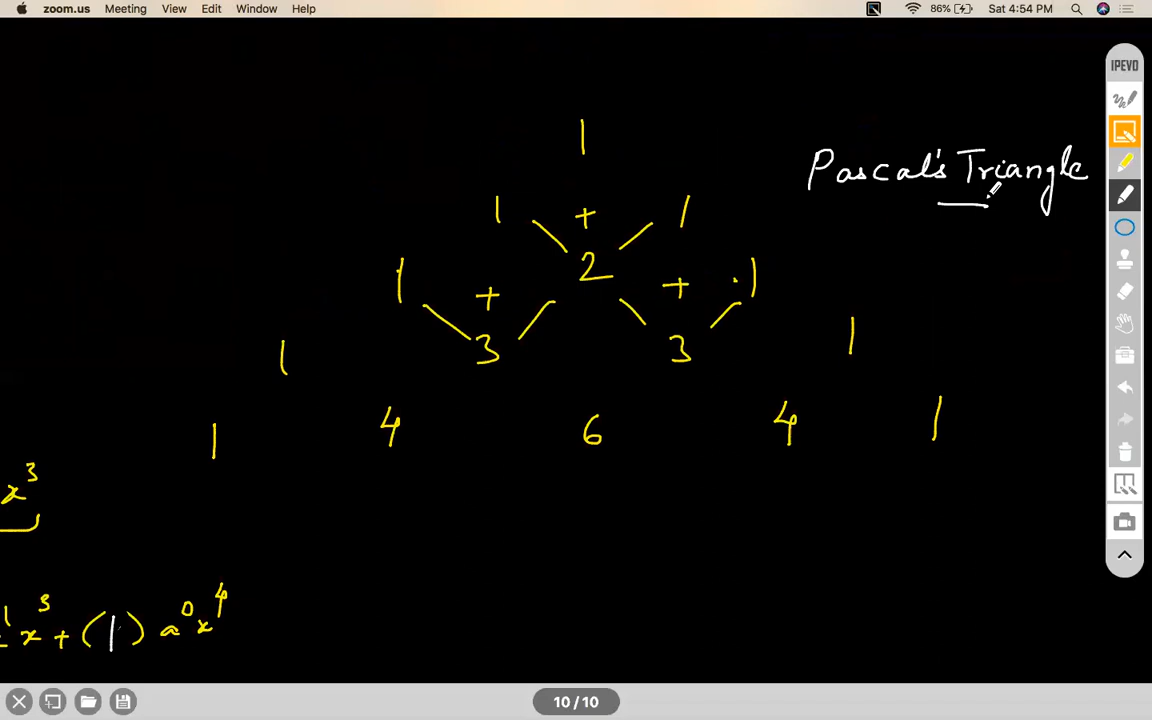 zoom.us Meeting View Edit Window Help 86% Sat 4:54 PM
IPEVO
1
Pascal's Triangle
1 + 1
1 + 2 + 1
1 3 3 1
1 4 6 4 1
x³
x³ + (1) a⁰x⁴
10 / 10